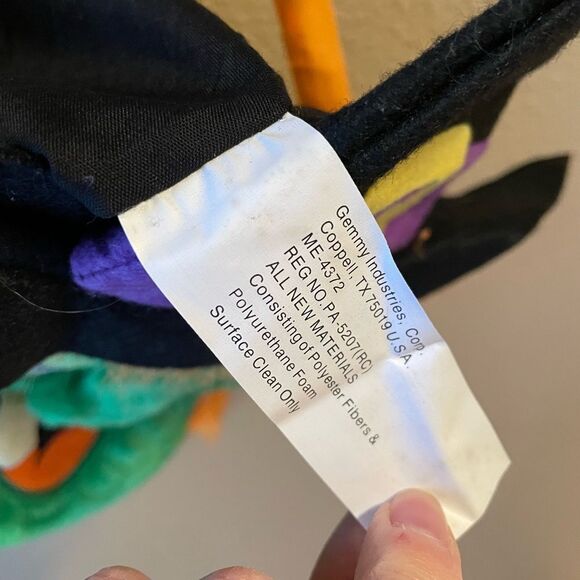 Gemmy Industries, Corp.
Coppell, TX 75019 U.S.A.
ME-4372
REG NO. PA-5207(RC)
ALL NEW MATERIALS
Consisting of Polyester Fibers &
Polyurethane Foam
Surface Clean Only